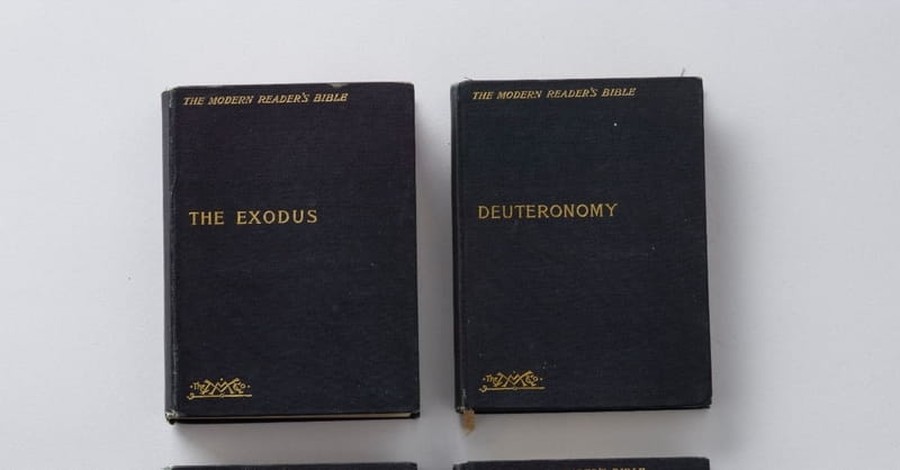 THE MODERN READER'S BIBLE
THE EXODUS
THE MODERN READER'S BIBLE
DEUTERONOMY